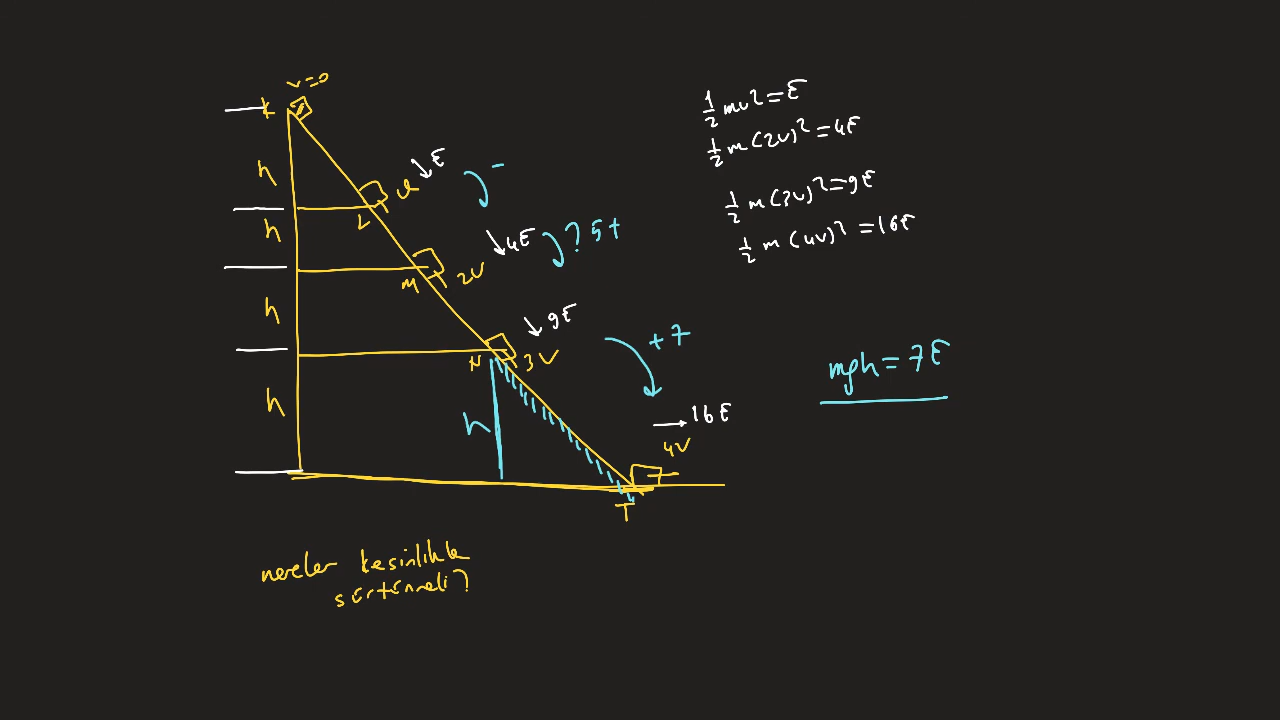 v=0
K
h
h
h
h
L
v
↓E
-
M
2v
↓4E
? 5+
N
3v
↓9E
+7
h
→16E
4v
T
1/2 mv² = E
1/2 m(2v)² = 4E
1/2 m(3v)² = 9E
1/2 m(4v)² = 16E
mgh = 7E
nereler kesinlikle
sürtünmeli?